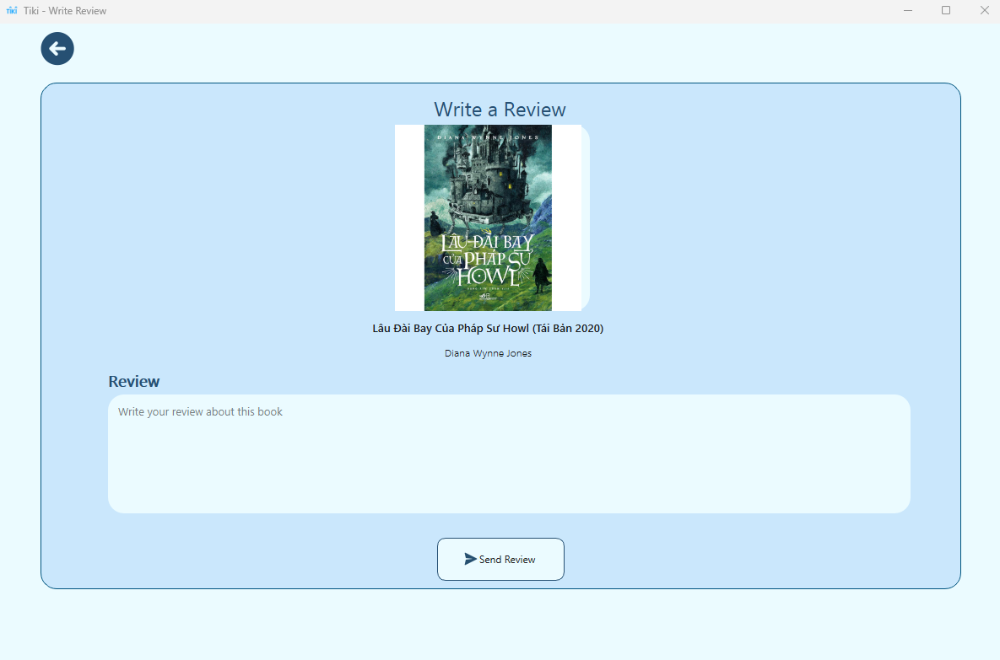 TIKI Tiki - Write Review
Write a Review
DIANA WYNNE JONES
LÂU ĐÀI BAY
CỦA PHÁP SƯ
HOWL
Lâu Đài Bay Của Pháp Sư Howl (Tái Bản 2020)
Diana Wynne Jones
Review
Write your review about this book
Send Review